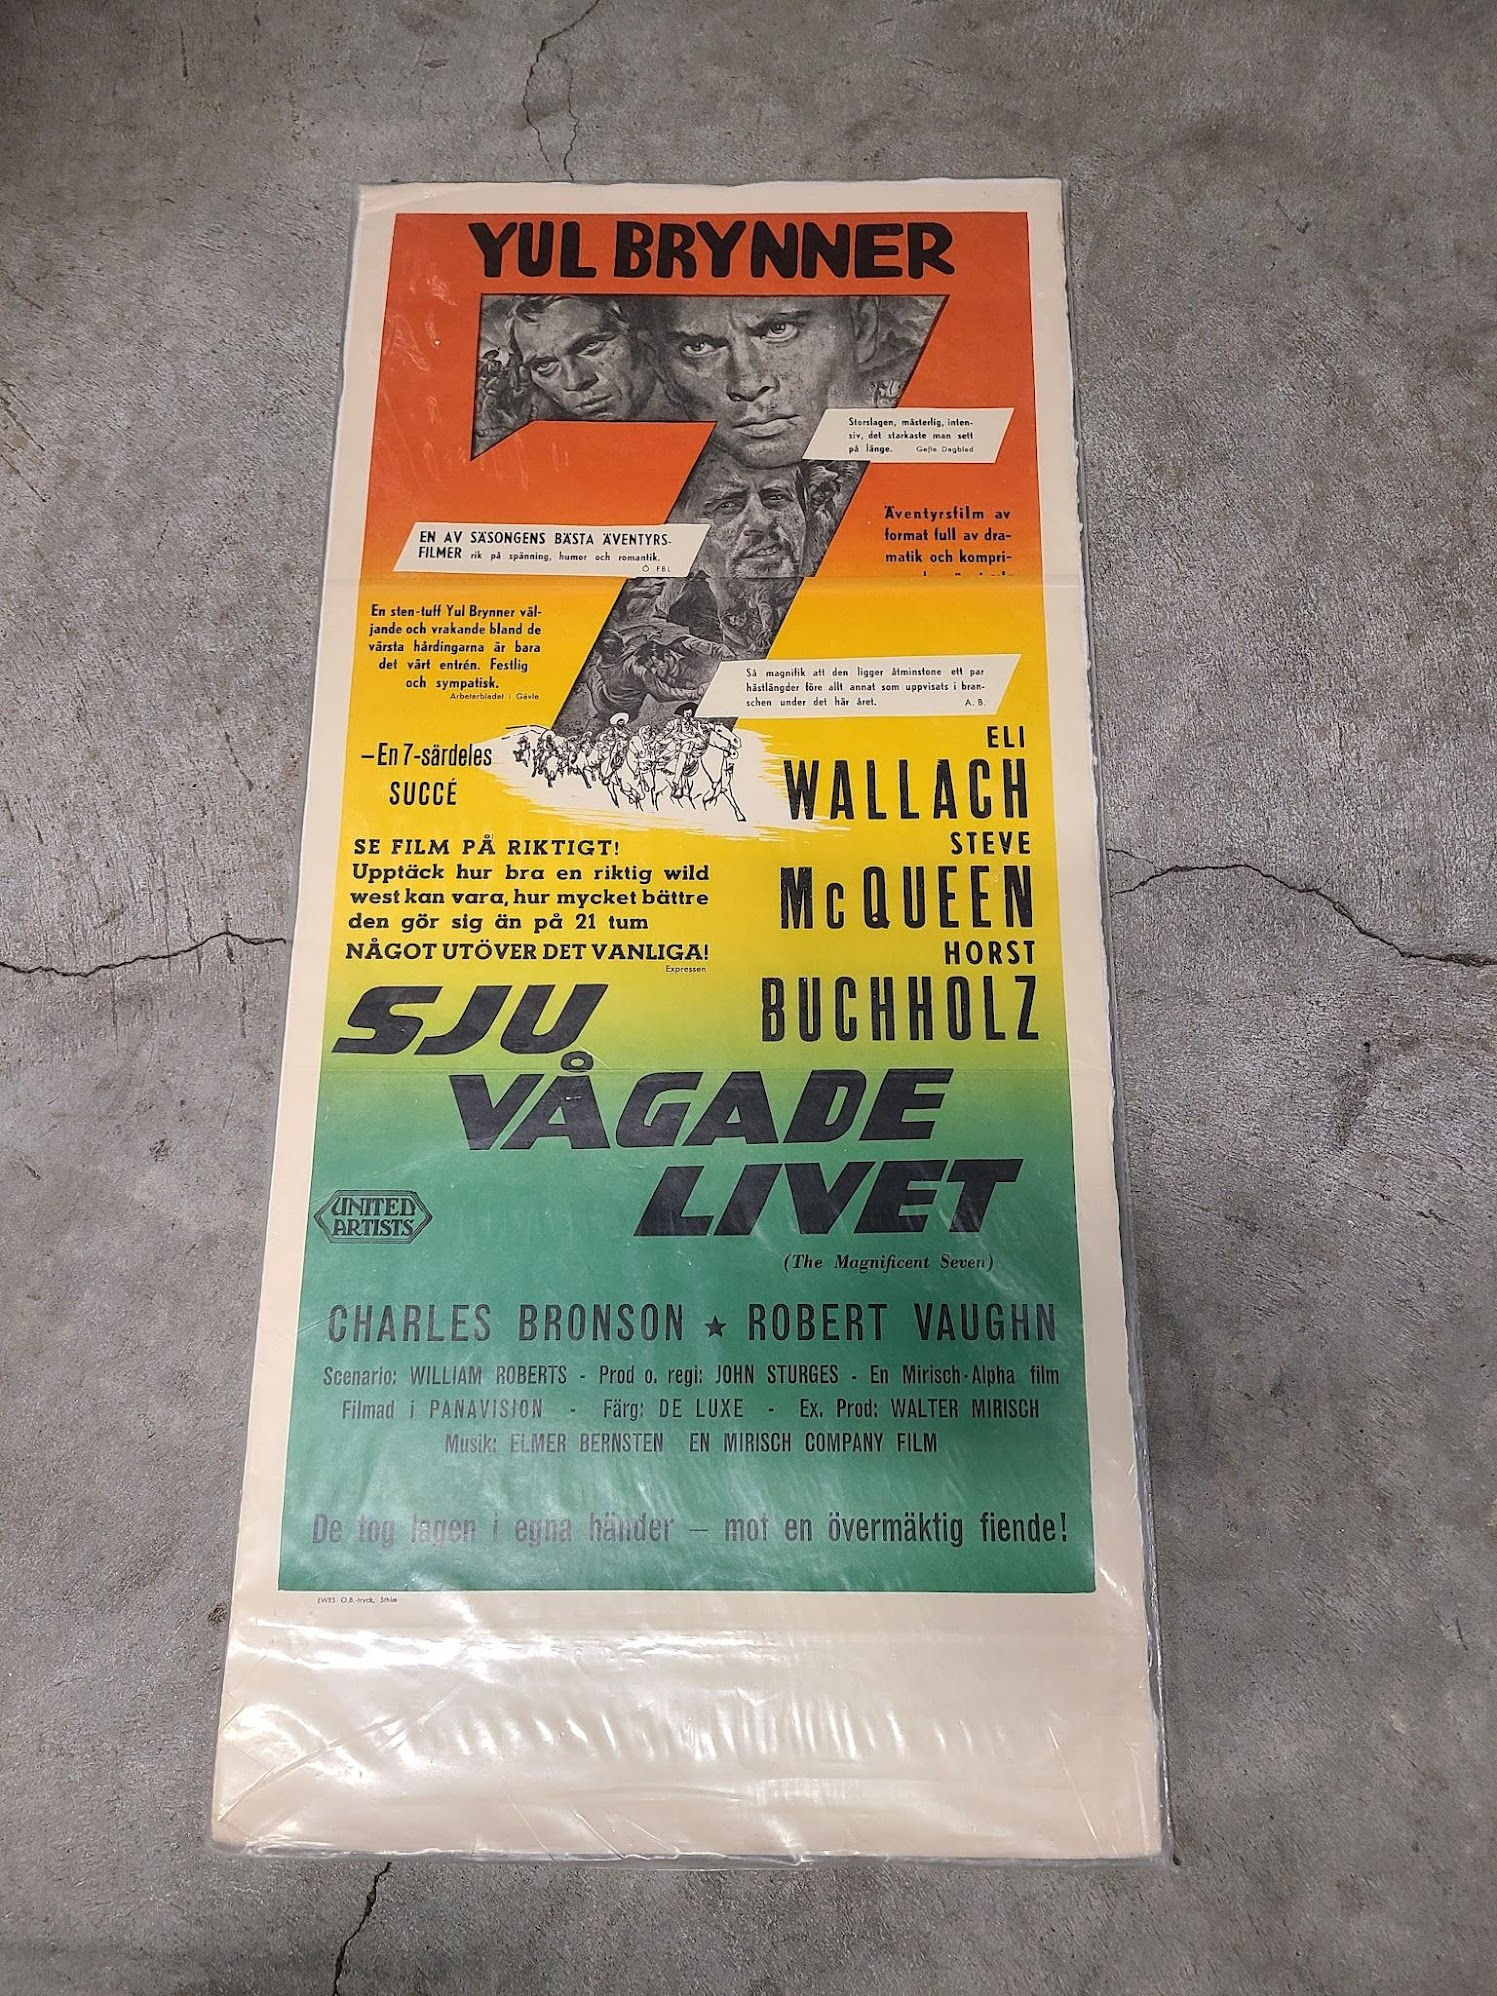 YUL BRYNNER
Storslagen, mästerlig, inten-
siv, det starkaste man sett
på länge. Gefle Dagblad
EN AV SÄSONGENS BÄSTA ÄVENTYRS-
FILMER rik på spänning, humor och romantik.
Ö FBL
Äventyrsfilm av
format full av dra-
matik och kompri-
En sten-tuff Yul Brynner väl-
jande och vrakande bland de
värsta hårdingarna är bara
det värt entrén. Festlig
och sympatisk.
Arbetarbladet i Gävle
Så magnifik att den ligger åtminstone ett par
hästlängder före allt annat som uppvisats i bran-
schen under det här året. A. B.
–En 7-särdeles
SUCCÉ
ELI
WALLACH
STEVE
McQUEEN
HORST
BUCHHOLZ
SE FILM PÅ RIKTIGT!
Upptäck hur bra en riktig wild
west kan vara, hur mycket bättre
den gör sig än på 21 tum
NÅGOT UTÖVER DET VANLIGA!
Expressen
SJU
VÅGADE
LIVET
(The Magnificent Seven)
UNITED
ARTISTS
CHARLES BRONSON ★ ROBERT VAUGHN
Scenario: WILLIAM ROBERTS - Prod o. regi: JOHN STURGES - En Mirisch-Alpha film
Filmad i PANAVISION - Färg: DE LUXE - Ex. Prod: WALTER MIRISCH
Musik: ELMER BERNSTEN EN MIRISCH COMPANY FILM
De tog lagen i egna händer – mot en övermäktig fiende!
EWBS O.B.-tryck, Sthlm